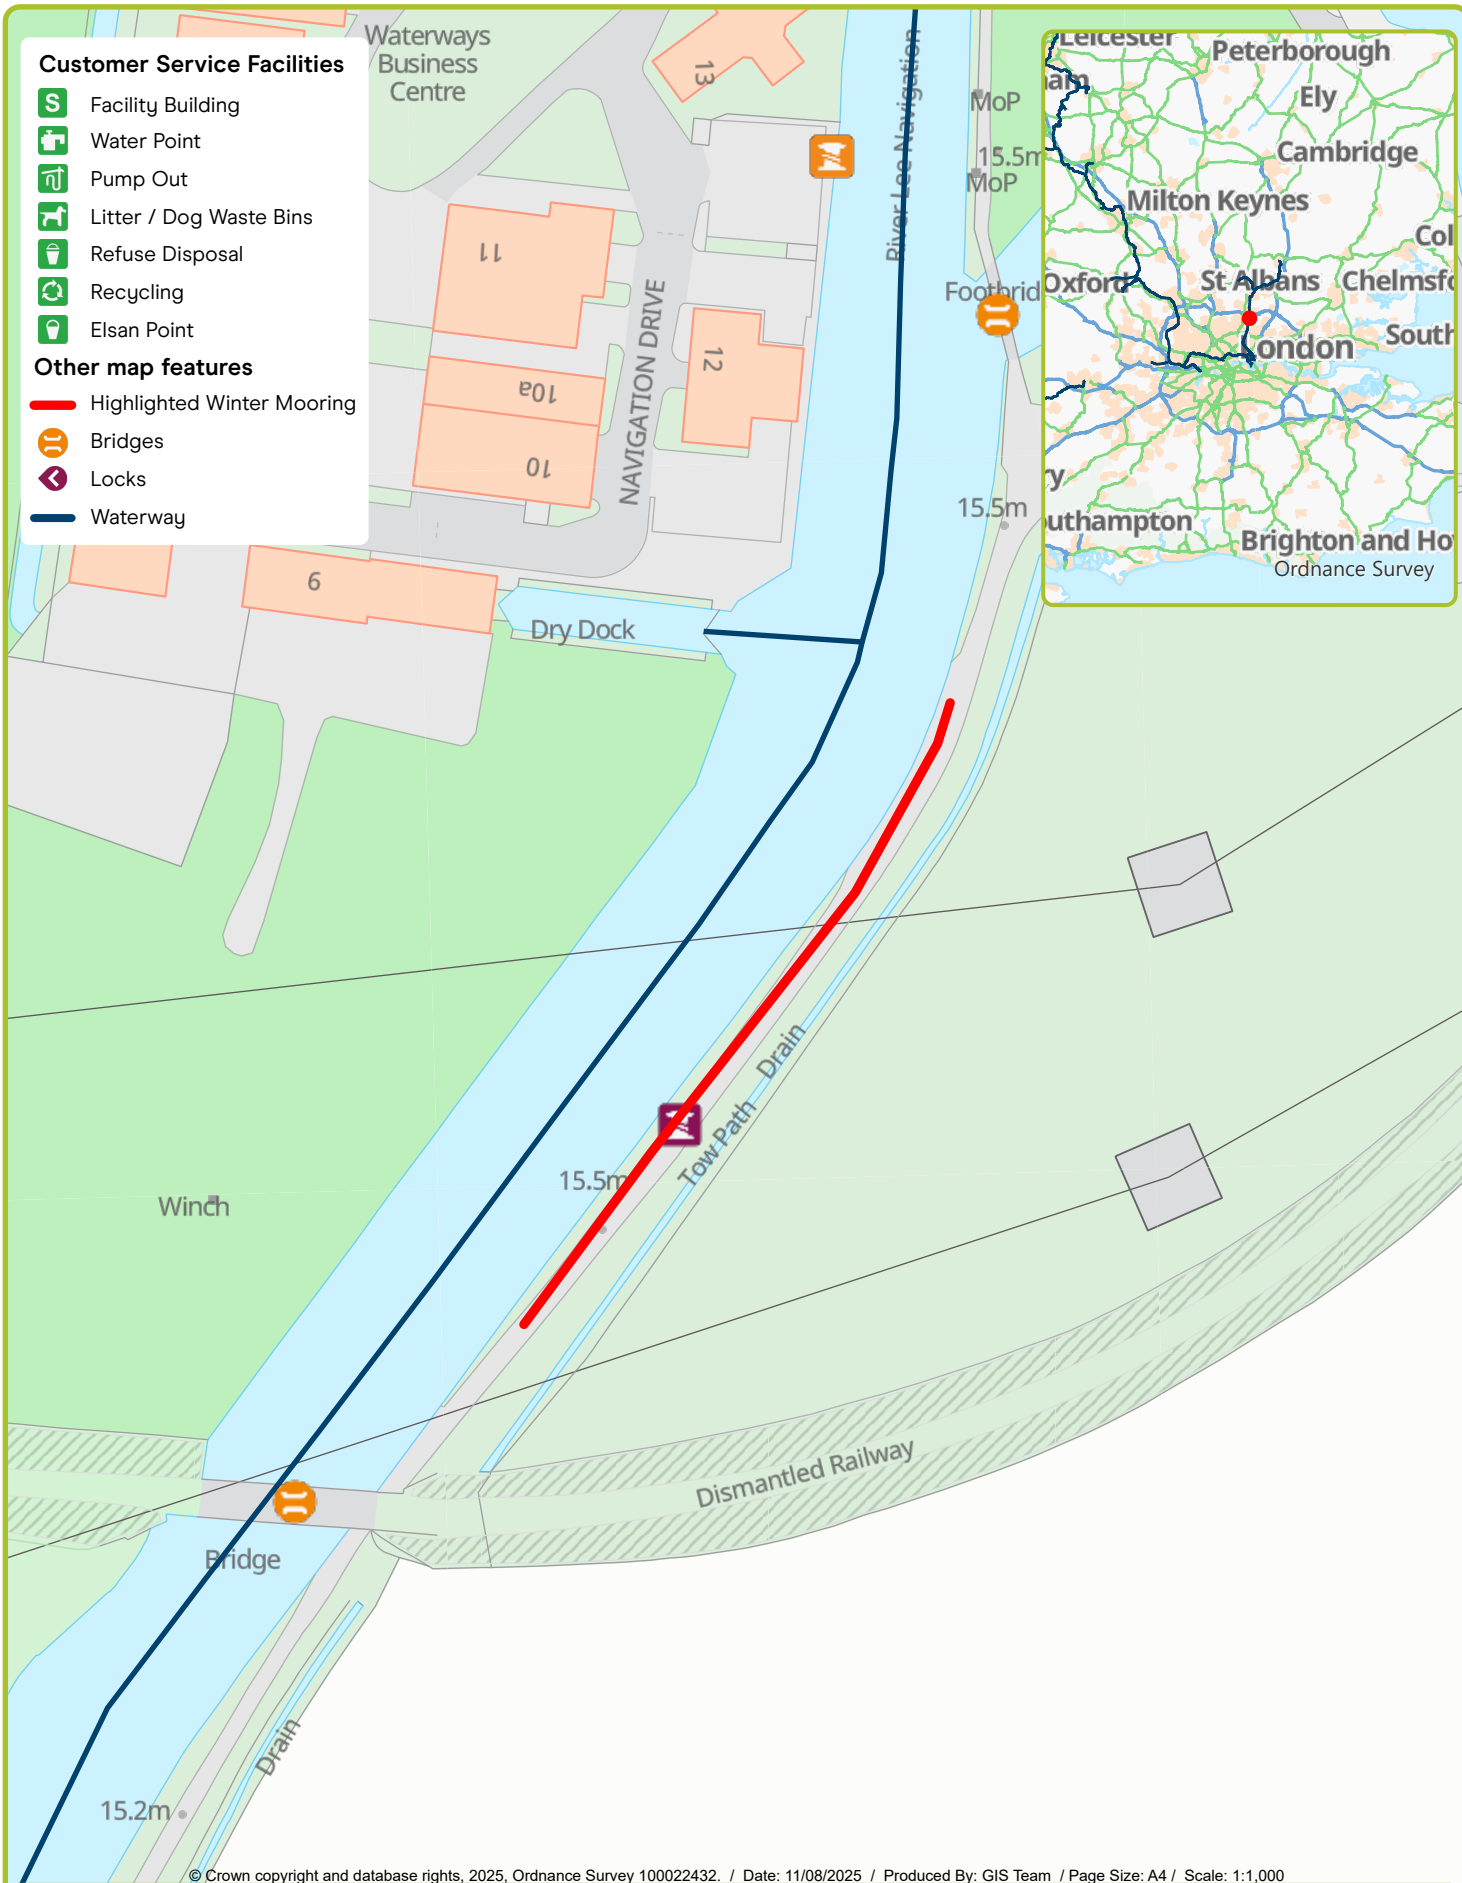 Customer Service Facilities
Facility Building
Water Point
Pump Out
Litter / Dog Waste Bins
Refuse Disposal
Recycling
Elsan Point
Other map features
Highlighted Winter Mooring
Bridges
Locks
Waterway
Waterways
Business
Centre
13
River Lee Navigation
MoP
15.5m
MoP
Footbrid
11
10a
10
12
NAVIGATION DRIVE
15.5m
9
Dry Dock
Leicester
Peterborough
am
Ely
Cambridge
Milton Keynes
Col
Oxford
St Albans
Chelmsfo
South
London
ry
outhampton
Brighton and Ho
Ordnance Survey
Drain
Tow Path
15.5m
Winch
Dismantled Railway
Bridge
Drain
15.2m
© Crown copyright and database rights, 2025, Ordnance Survey 100022432. / Date: 11/08/2025 / Produced By: GIS Team / Page Size: A4 / Scale: 1:1,000